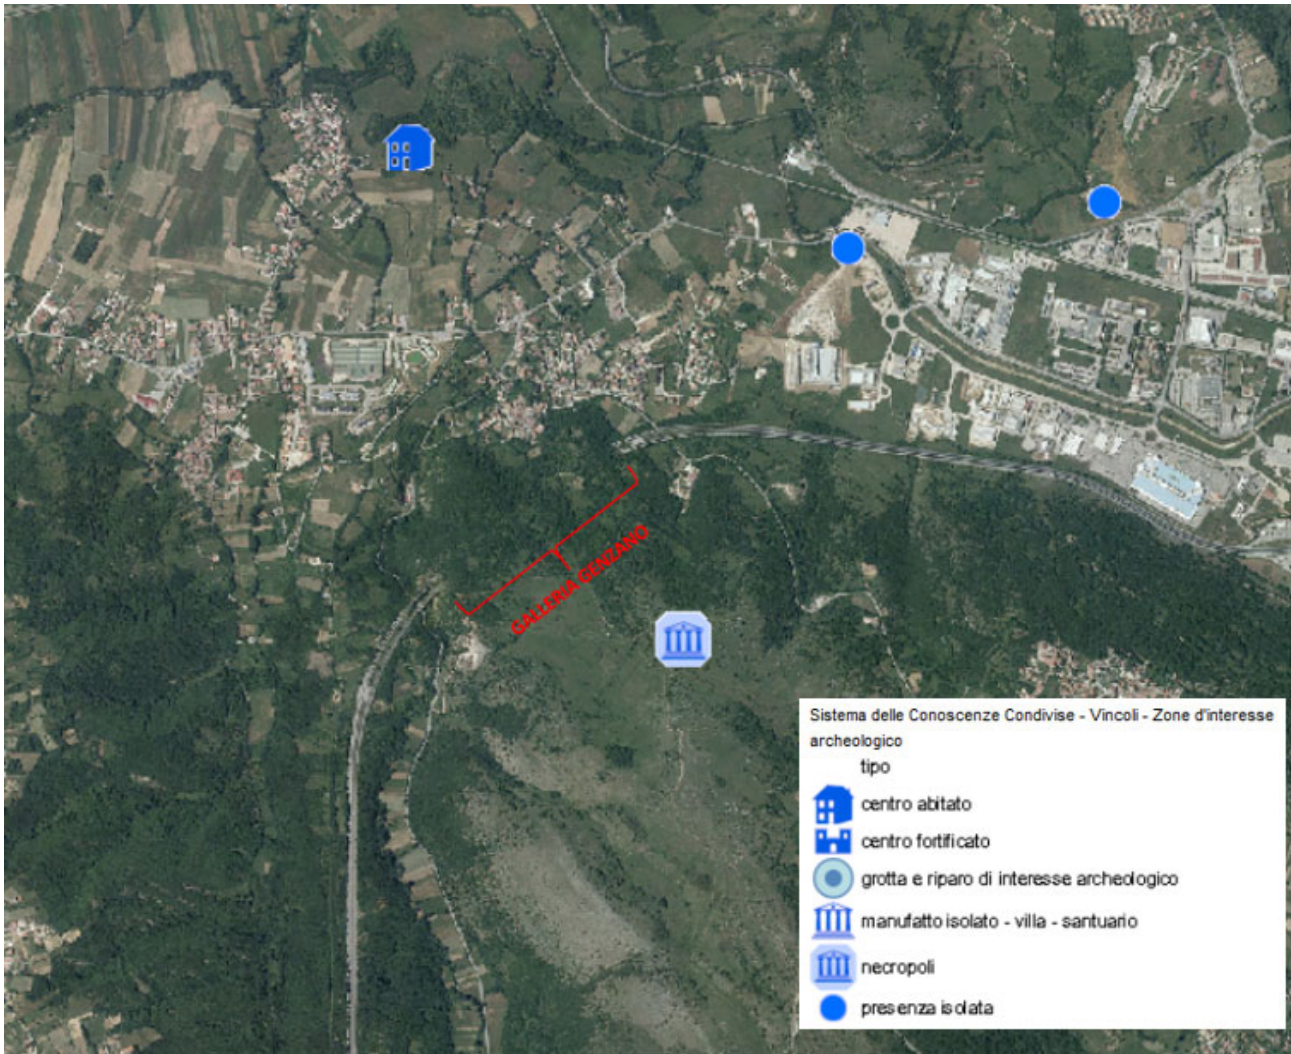 GALLERIA GENZANO
Sistema delle Conoscenze Condivise - Vincoli - Zone d'interesse
archeologico
tipo
centro abitato
centro fortificato
grotta e riparo di interesse archeologico
manufatto isolato - villa - santuario
necropoli
presenza isolata